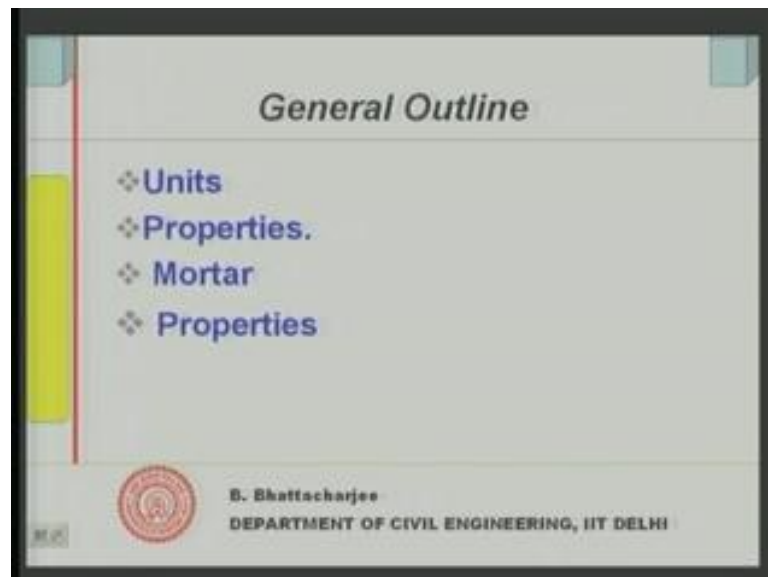 General Outline
Units
Properties.
Mortar
Properties
B. Bhattacharjee
DEPARTMENT OF CIVIL ENGINEERING, IIT DELHI